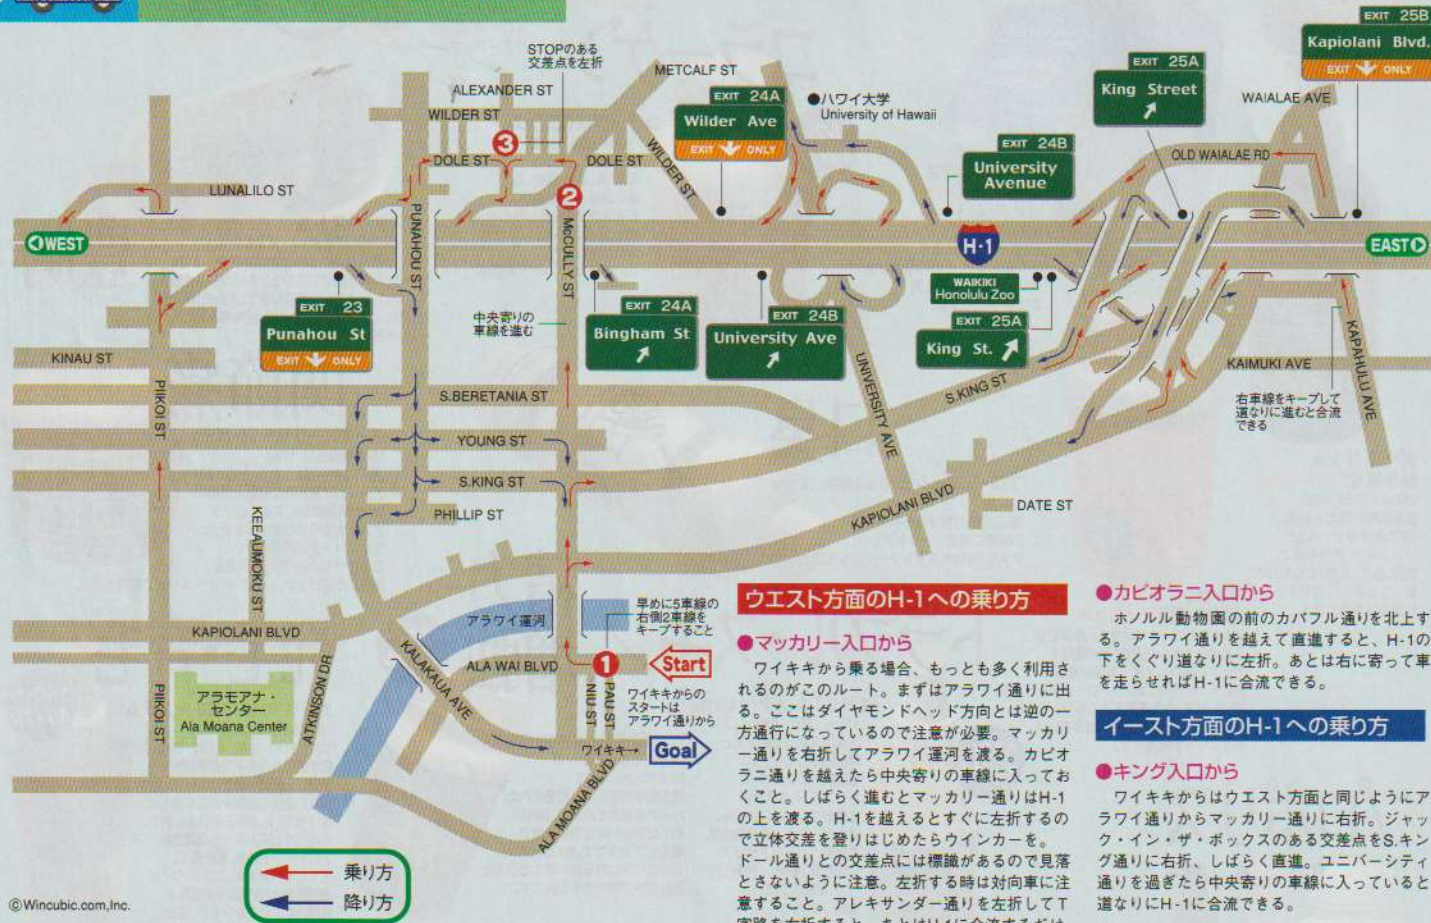 EXIT 25B
Kapiolani Blvd.
EXIT ONLY
STOPのある
交差点を左折
METCALF ST
EXIT 25A
King Street
ALEXANDER ST
EXIT 24A
Wilder Ave
EXIT ONLY
ハワイ大学
University of Hawaii
WAIALAE AVE
WILDER ST
3
EXIT 24B
University
Avenue
DOLE ST
DOLE ST
WILDER ST
OLD WAIALAE RD
LUNALILO ST
2
PUNAHOU ST
McCULLY ST
WEST
H-1
EAST
EXIT 23
Punahou St
EXIT ONLY
中央寄りの
車線を進む
EXIT 24A
Bingham St
EXIT 24B
University Ave
WAIKIKI
Honolulu Zoo
EXIT 25A
King St.
KINAU ST
PIIKOI ST
UNIVERSITY AVE
KAIMUKI AVE
KAPAHULU AVE
S.BERETANIA ST
S.KING ST
右車線をキープして
道なりに進むと合流
できる
YOUNG ST
S.KING ST
KAPIOLANI BLVD
DATE ST
PHILLIP ST
KEEAUMOKU ST
KAPIOLANI BLVD
アラワイ運河
早めに5車線の
右側2車線を
キープすること
ALA WAI BLVD
1
Start
PAU ST
NIU ST
ワイキキからの
スタートは
アラワイ通りから
KALAKAUA AVE
ATKINSON DR
PIIKOI ST
アラモアナ・
センター
Ala Moana Center
ワイキキ→
Goal
ALA MOANA BLVD
乗り方
降り方
©Wincubic.com,Inc.
ウエスト方面のH-1への乗り方
●マッカリー入口から
ワイキキから乗る場合、もっとも多く利用さ
れるのがこのルート。まずはアラワイ通りに出
る。ここはダイヤモンドヘッド方向とは逆の一
方通行になっているので注意が必要。マッカリ
ー通りを右折してアラワイ運河を渡る。カピオ
ラニ通りを越えたら中央寄りの車線に入ってお
くこと。しばらく進むとマッカリー通りはH-1
の上を渡る。H-1を越えるとすぐに左折するの
で立体交差を登りはじめたらウインカーを。
ドール通りとの交差点には標識があるので見落
とさないように注意。左折する時は対向車に注
意すること。アレキサンダー通りを左折してT
字路を右折すると、あとはH-1に合流するだけ
●カピオラニ入口から
ホノルル動物園の前のカパフル通りを北上す
る。アラワイ通りを越えて直進すると、H-1の
下をくぐり道なりに左折。あとは右に寄って車
を走らせればH-1に合流できる。
イースト方面のH-1への乗り方
●キング入口から
ワイキキからはウエスト方面と同じようにア
ラワイ通りからマッカリー通りに右折。ジャッ
ク・イン・ザ・ボックスのある交差点をS.キン
グ通りに右折、しばらく直進。ユニバーシティ
通りを過ぎたら中央寄りの車線に入っていると
道なりにH-1に合流できる。